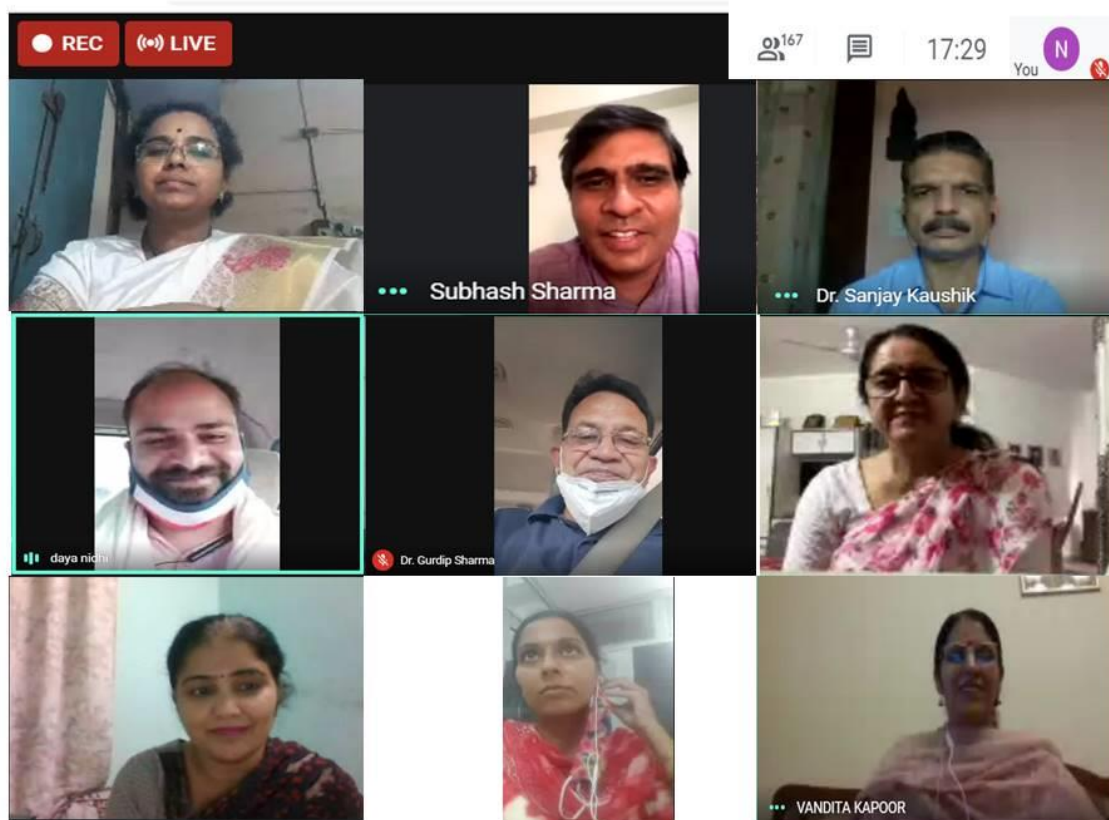 REC
LIVE
167
17:29
You
N
Subhash Sharma
Dr. Sanjay Kaushik
daya nidhi
Dr. Gurdip Sharma
VANDITA KAPOOR